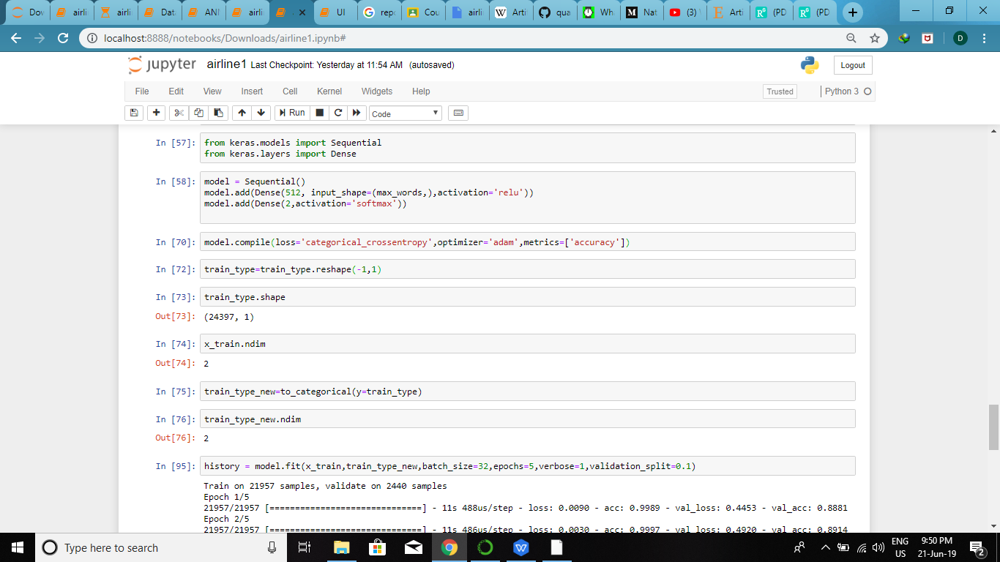 Dow
airli
airli
Dat
ANI
airli
UI
repo
Cou
airli
Arti
qua
Wh
Nat
(3)
Arti
(PD
(PD
localhost:8888/notebooks/Downloads/airline1.ipynb#
D
jupyter airline1 Last Checkpoint: Yesterday at 11:54 AM (autosaved)
Logout
File Edit View Insert Cell Kernel Widgets Help
Trusted Python 3
Run Code
In [57]: from keras.models import Sequential
from keras.layers import Dense
In [58]: model = Sequential()
model.add(Dense(512, input_shape=(max_words,),activation='relu'))
model.add(Dense(2,activation='softmax'))
In [70]: model.compile(loss='categorical_crossentropy',optimizer='adam',metrics=['accuracy'])
In [72]: train_type=train_type.reshape(-1,1)
In [73]: train_type.shape
Out[73]: (24397, 1)
In [74]: x_train.ndim
Out[74]: 2
In [75]: train_type_new=to_categorical(y=train_type)
In [76]: train_type_new.ndim
Out[76]: 2
In [95]: history = model.fit(x_train,train_type_new,batch_size=32,epochs=5,verbose=1,validation_split=0.1)
Train on 21957 samples, validate on 2440 samples
Epoch 1/5
21957/21957 [==============================] - 11s 488us/step - loss: 0.0090 - acc: 0.9989 - val_loss: 0.4453 - val_acc: 0.8881
Epoch 2/5
21957/21957 [==============================] - 11s 486us/step - loss: 0.0030 - acc: 0.9997 - val_loss: 0.4920 - val_acc: 0.8914
Type here to search
ENG
US
9:50 PM
21-Jun-19
2